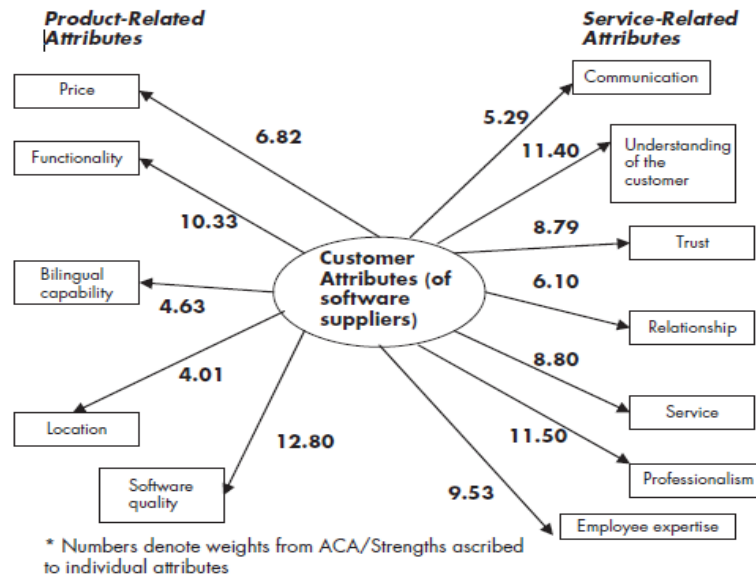 Product-Related
Attributes
Service-Related
Attributes
Price
Communication
6.82
5.29
Functionality
Understanding
of the
customer
11.40
10.33
8.79
Trust
Bilingual
capability
4.63
Customer
Attributes (of
software
suppliers)
6.10
Relationship
4.01
8.80
Location
Service
12.80
11.50
Software
quality
Professionalism
9.53
Employee expertise
* Numbers denote weights from ACA/Strengths ascribed
to individual attributes